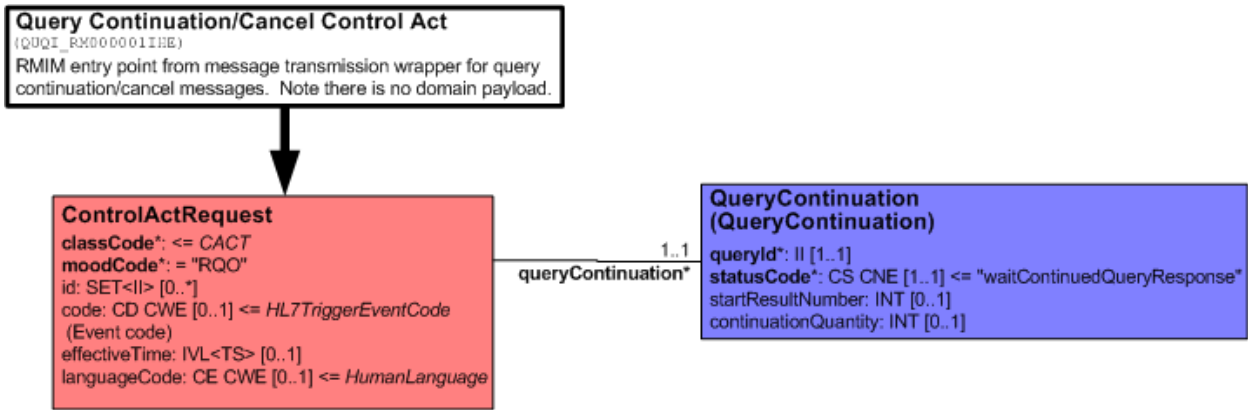 Query Continuation/Cancel Control Act
(QUQI_RM000001IHE)
RMIM entry point from message transmission wrapper for query
continuation/cancel messages.  Note there is no domain payload.
ControlActRequest
classCode*: <= CACT
moodCode*: = "RQO"
id: SET<II> [0..*]
code: CD CWE [0..1] <= HL7TriggerEventCode
(Event code)
effectiveTime: IVL<TS> [0..1]
languageCode: CE CWE [0..1] <= HumanLanguage
1..1
queryContinuation*
QueryContinuation
(QueryContinuation)
queryId*: II [1..1]
statusCode*: CS CNE [1..1] <= "waitContinuedQueryResponse"
startResultNumber: INT [0..1]
continuationQuantity: INT [0..1]